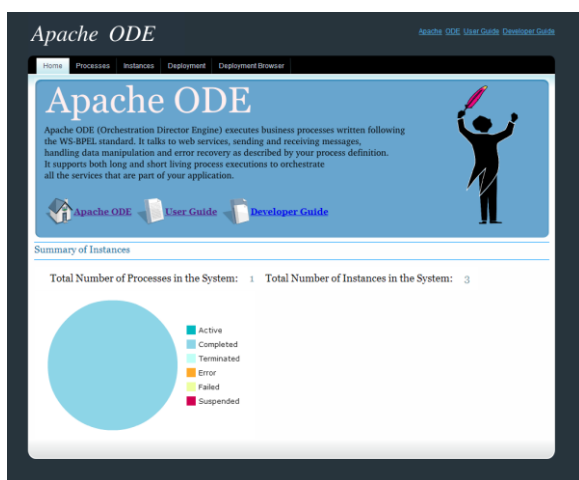 Apache ODE
Apache ODE User Guide Developer Guide
Home Processes Instances Deployment Deployment Browser
Apache ODE
Apache ODE (Orchestration Director Engine) executes business processes written following
the WS-BPEL standard. It talks to web services, sending and receiving messages,
handling data manipulation and error recovery as described by your process definition.
It supports both long and short living process executions to orchestrate
all the services that are part of your application.
Apache ODE User Guide Developer Guide
Summary of Instances
Total Number of Processes in the System: 1 Total Number of Instances in the System: 3
Active
Completed
Terminated
Error
Failed
Suspended